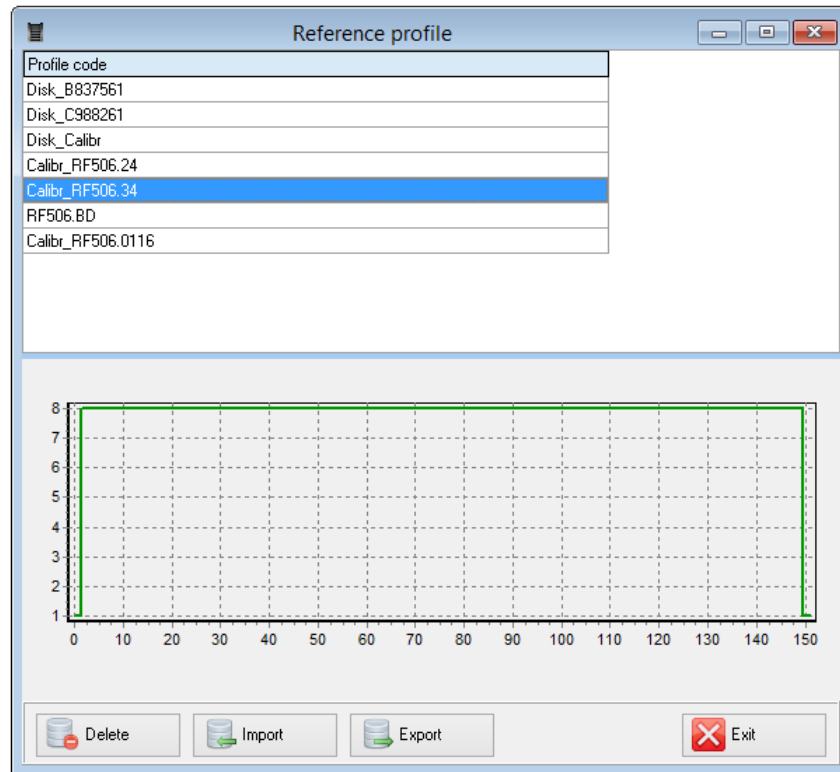 Reference profile
Profile code
Disk_B837561
Disk_C988261
Disk_Calibr
Calibr_RF506.24
Calibr_RF506.34
RF506.BD
Calibr_RF506.0116
8
7
6
5
4
3
2
1
0 10 20 30 40 50 60 70 80 90 100 110 120 130 140 150
Delete Import Export Exit